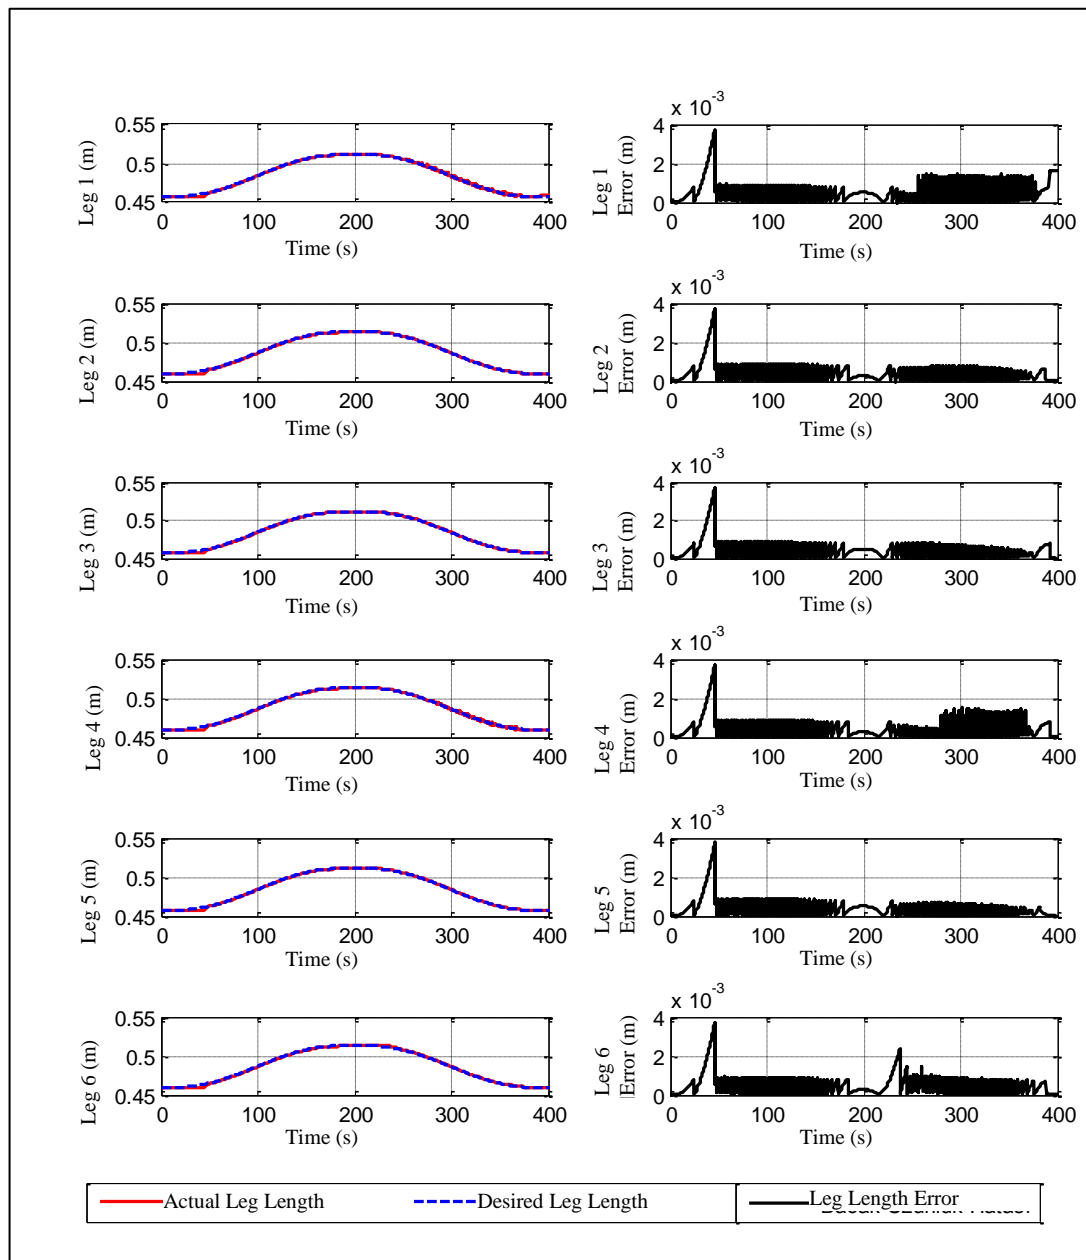 0.55
0.5
0.45
Leg 1 (m)
0 100 200 300 400
Time (s)
x 10-3
4
2
0
Leg 1
Error (m)
0 100 200 300 400
Time (s)
0.55
0.5
0.45
Leg 2 (m)
0 100 200 300 400
Time (s)
x 10-3
4
2
0
Leg 2
Error (m)
0 100 200 300 400
Time (s)
0.55
0.5
0.45
Leg 3 (m)
0 100 200 300 400
Time (s)
x 10-3
4
2
0
Leg 3
Error (m)
0 100 200 300 400
Time (s)
0.55
0.5
0.45
Leg 4 (m)
0 100 200 300 400
Time (s)
x 10-3
4
2
0
Leg 4
Error (m)
0 100 200 300 400
Time (s)
0.55
0.5
0.45
Leg 5 (m)
0 100 200 300 400
Time (s)
x 10-3
4
2
0
Leg 5
Error (m)
0 100 200 300 400
Time (s)
0.55
0.5
0.45
Leg 6 (m)
0 100 200 300 400
Time (s)
x 10-3
4
2
0
Leg 6
Error (m)
0 100 200 300 400
Time (s)
Actual Leg Length
Desired Leg Length
Leg Length Error